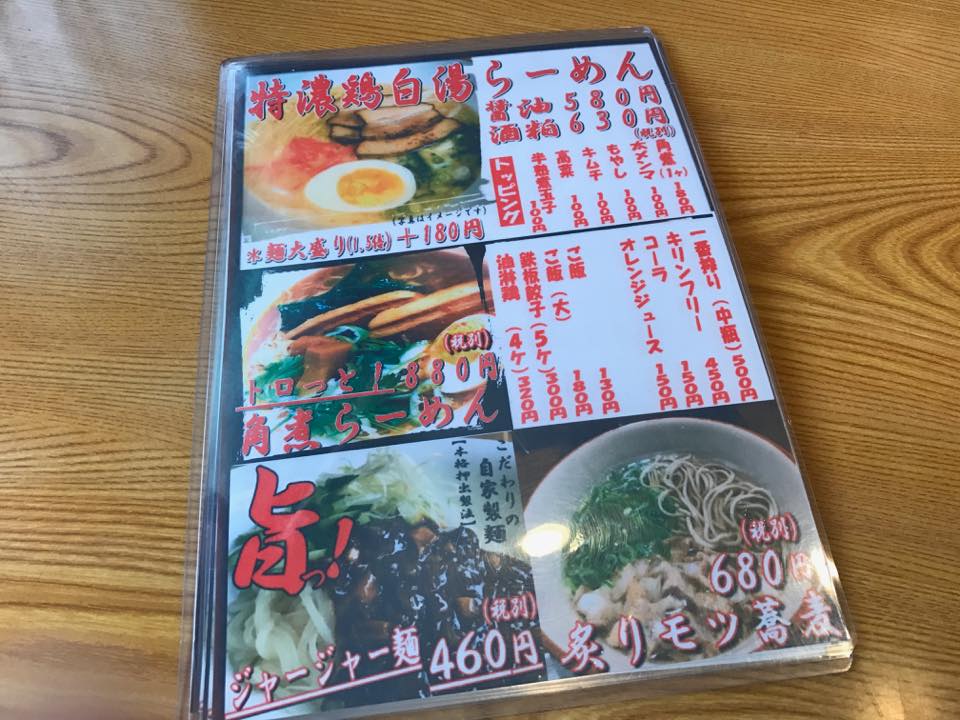 特濃鶏白湯らーめん
醤油580円
酒粕630円
(税別)
トッピング
角煮(1ヶ) 180円
本メンマ 100円
もやし 100円
キムチ 100円
高菜 100円
半熟煮玉子 100円
(写真はイメージです)
※麺大盛り(1.5倍)+180円
一番搾り(中瓶)500円
キリンフリー 450円
コーラ 150円
オレンジジュース 150円
ご飯 130円
ご飯(大) 180円
鉄板餃子(5ヶ)300円
油淋鶏(4ケ)320円
(税別)
トロっと!880円
角煮らーめん
こだわりの
自家製麺
【本格押出製法】
旨っ!
(税別)
ジャージャー麺460円
(税別)
680円
炙りモツ蕎麦